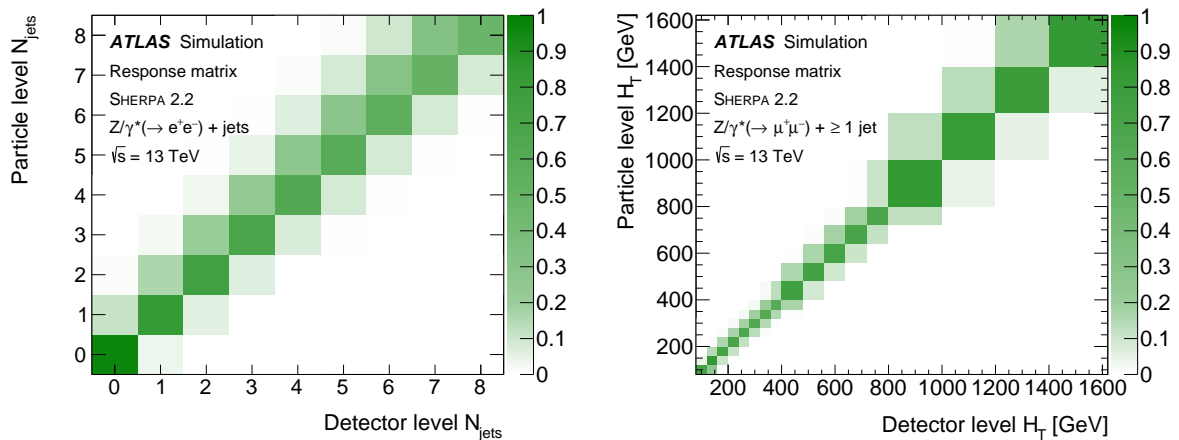 Particle level N_jets
8
7
6
5
4
3
2
1
0
ATLAS Simulation
Response matrix
SHERPA 2.2
Z/γ*(→ e⁺e⁻) + jets
√s = 13 TeV
0 1 2 3 4 5 6 7 8
Detector level N_jets
1
0.9
0.8
0.7
0.6
0.5
0.4
0.3
0.2
0.1
0
Particle level H_T [GeV]
1600
1400
1200
1000
800
600
400
200
ATLAS Simulation
Response matrix
SHERPA 2.2
Z/γ*(→ μ⁺μ⁻) + ≥ 1 jet
√s = 13 TeV
200 400 600 800 1000 1200 1400 1600
Detector level H_T [GeV]
1
0.9
0.8
0.7
0.6
0.5
0.4
0.3
0.2
0.1
0